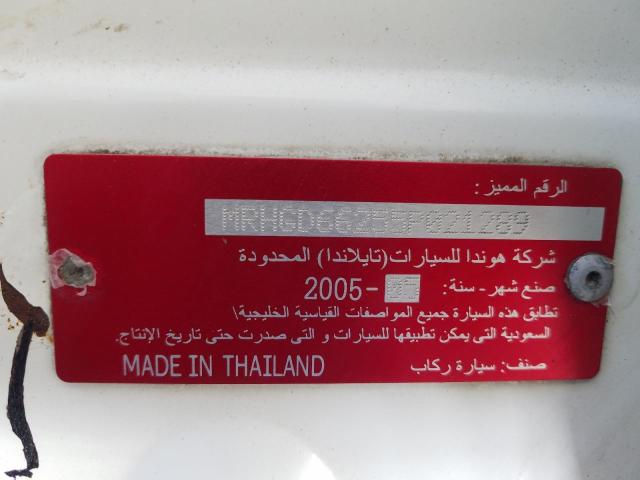 الرقم المميز :
MRHGD66255P021289
شركة هوندا للسيارات (تايلاندا) المحدودة
صنع شهر - سنة : -2005
تطابق هذه السيارة جميع المواصفات القياسية الخليجية\
السعودية التى يمكن تطبيقها للسيارات و التى صدرت حتى تاريخ الإنتاج.
صنف: سيارة ركاب MADE IN THAILAND